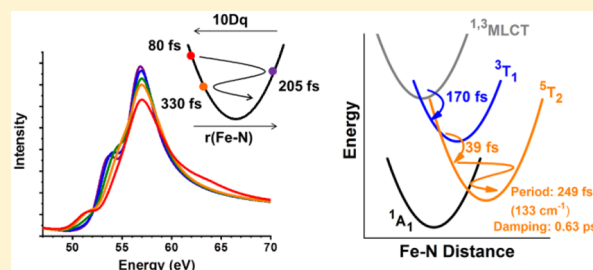 10Dq
80 fs
205 fs
330 fs
r(Fe-N)
Intensity
50 55 60 65 70
Energy (eV)
1,3MLCT
3T1
170 fs
5T2
39 fs
Energy
1A1
Period: 249 fs
(133 cm-1)
Damping: 0.63 ps
Fe-N Distance